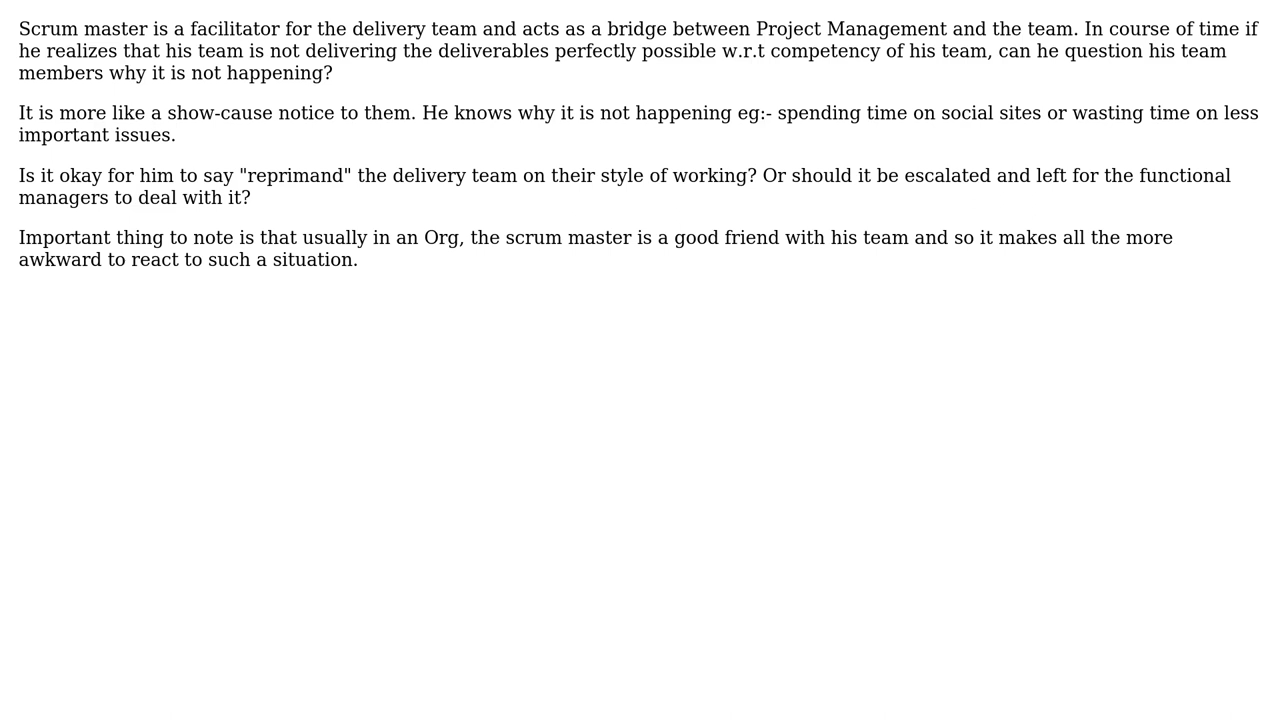 Scrum master is a facilitator for the delivery team and acts as a bridge between Project Management and the team. In course of time if
he realizes that his team is not delivering the deliverables perfectly possible w.r.t competency of his team, can he question his team
members why it is not happening?
It is more like a show-cause notice to them. He knows why it is not happening eg:- spending time on social sites or wasting time on less
important issues.
Is it okay for him to say "reprimand" the delivery team on their style of working? Or should it be escalated and left for the functional
managers to deal with it?
Important thing to note is that usually in an Org, the scrum master is a good friend with his team and so it makes all the more
awkward to react to such a situation.